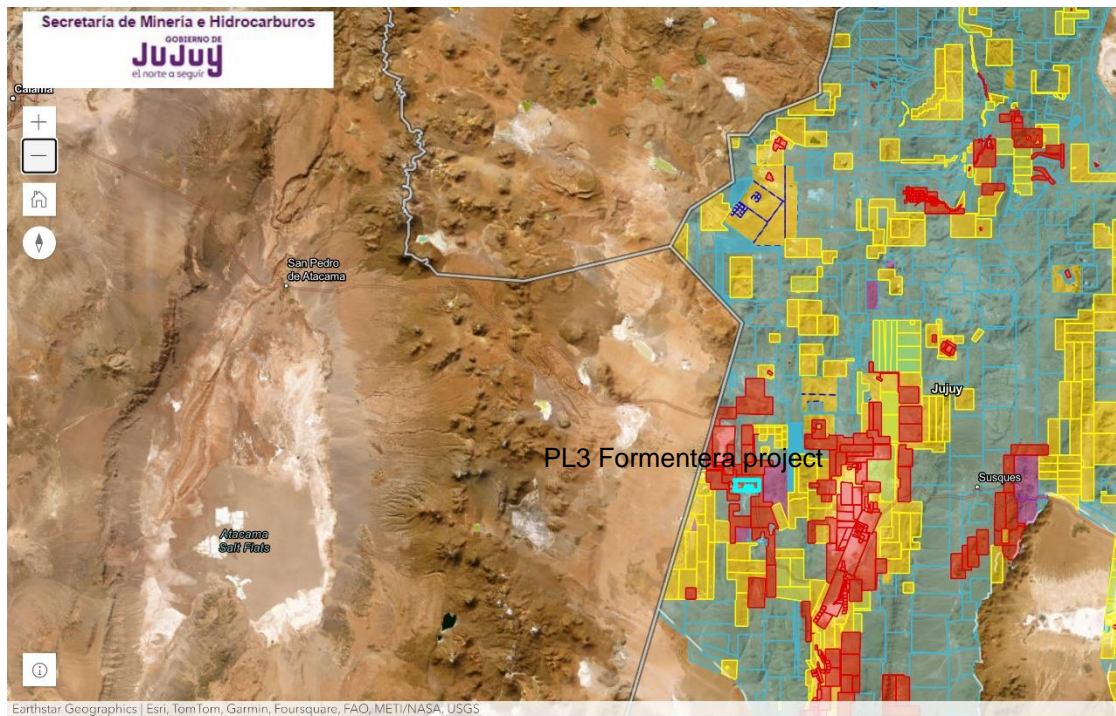 Secretaría de Minería e Hidrocarburos
GOBIERNO DE
JUJUY
el norte a seguir
Calama
San Pedro
de Atacama
Jujuy
PL3 Formentera project
Susques
Atacama
Salt Flats
Earthstar Geographics | Esri, TomTom, Garmin, Foursquare, FAO, METI/NASA, USGS